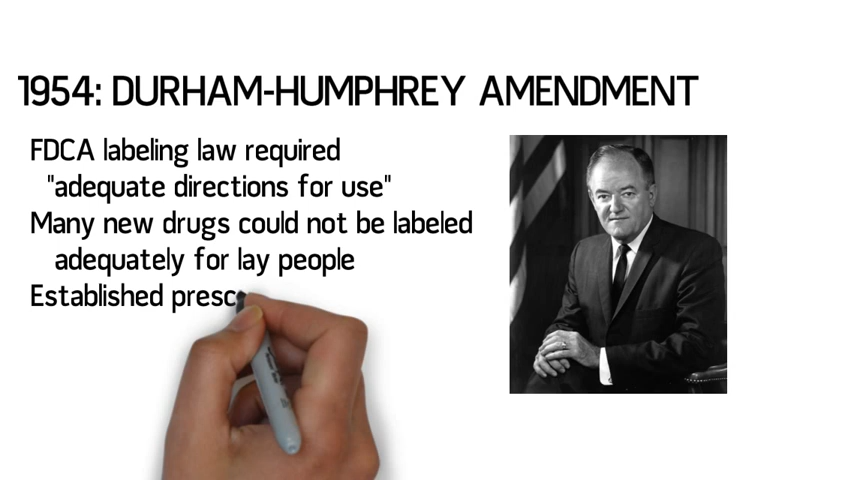 1954: DURHAM-HUMPHREY AMENDMENT
FDCA labeling law required
"adequate directions for use"
Many new drugs could not be labeled
adequately for lay people
Established presc